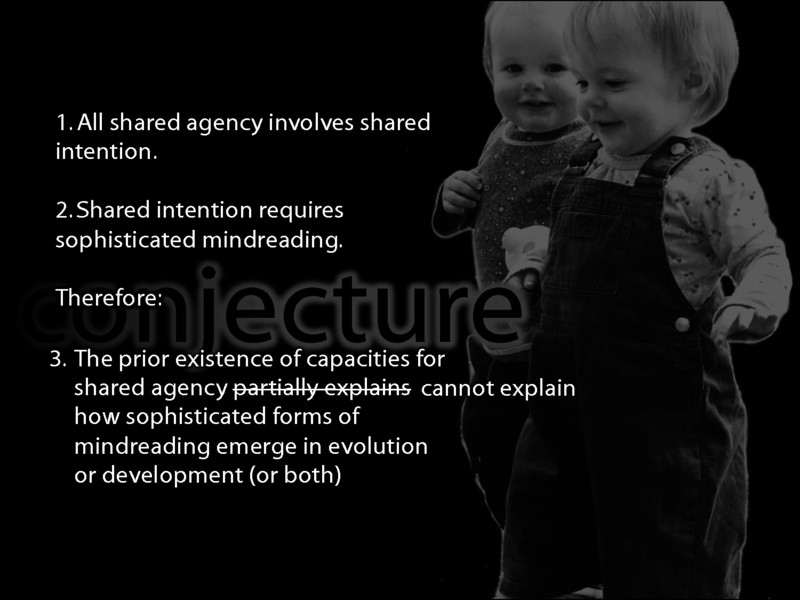 1. All shared agency involves shared
intention.
2. Shared intention requires
sophisticated mindreading.
Therefore:
conjecture
3. The prior existence of capacities for
shared agency partially explains cannot explain
how sophisticated forms of
mindreading emerge in evolution
or development (or both)